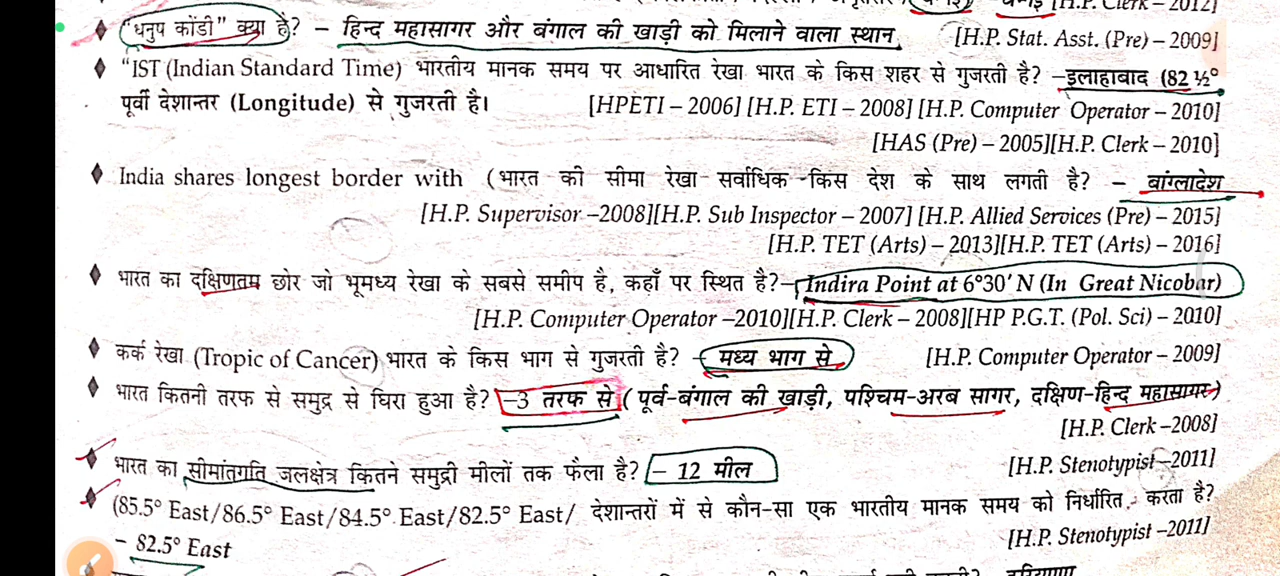 [H.P. Clerk – 2012]
♦ "धनुष कोंडी" क्या है? – हिन्द महासागर और बंगाल की खाड़ी को मिलाने वाला स्थान [H.P. Stat. Asst. (Pre) – 2009]
♦ "IST (Indian Standard Time) भारतीय मानक समय पर आधारित रेखा भारत के किस शहर से गुजरती है? –इलाहाबाद (82 ½°
पूर्वी देशान्तर (Longitude) से गुजरती है। [HPETI – 2006] [H.P. ETI – 2008] [H.P. Computer Operator – 2010]
[HAS (Pre) – 2005][H.P. Clerk – 2010]
♦ India shares longest border with (भारत की सीमा रेखा सर्वाधिक किस देश के साथ लगती है? – बांग्लादेश
[H.P. Supervisor –2008][H.P. Sub Inspector – 2007] [H.P. Allied Services (Pre) – 2015]
[H.P. TET (Arts) – 2013][H.P. TET (Arts) – 2016]
♦ भारत का दक्षिणतम छोर जो भूमध्य रेखा के सबसे समीप है, कहाँ पर स्थित है?– Indira Point at 6°30' N (In Great Nicobar)
[H.P. Computer Operator –2010][H.P. Clerk – 2008][HP P.G.T. (Pol. Sci) – 2010]
♦ कर्क रेखा (Tropic of Cancer) भारत के किस भाग से गुजरती है? – मध्य भाग से [H.P. Computer Operator – 2009]
♦ भारत कितनी तरफ से समुद्र से घिरा हुआ है? –3 तरफ से (पूर्व-बंगाल की खाड़ी, पश्चिम-अरब सागर, दक्षिण-हिन्द महासागर)
[H.P. Clerk –2008]
♦ भारत का सीमांतगति जलक्षेत्र कितने समुद्री मीलों तक फैला है? – 12 मील [H.P. Stenotypist –2011]
♦ (85.5° East/86.5° East/84.5° East/82.5° East/ देशान्तरों में से कौन-सा एक भारतीय मानक समय को निर्धारित करता है?
– 82.5° East [H.P. Stenotypist –2011]